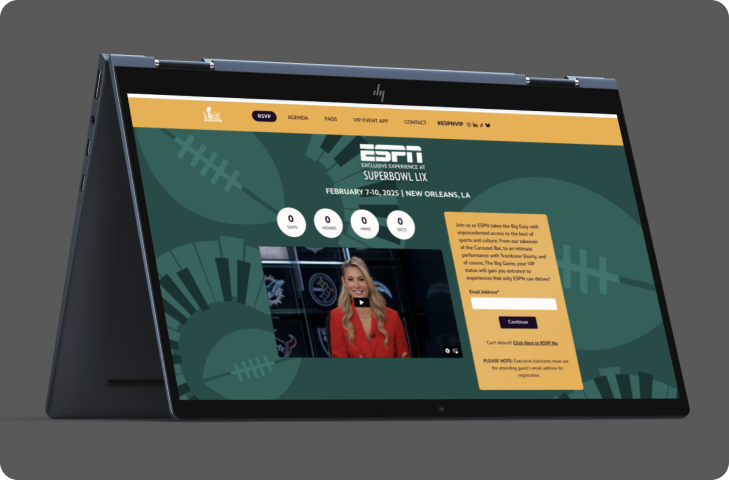 hp
RSVP AGENDA FAQS VIP EVENT APP CONTACT #ESPNVIP
ESPN
EXCLUSIVE EXPERIENCE AT
SUPERBOWL LIX
FEBRUARY 7-10, 2025 | NEW ORLEANS, LA
0 0 0 0
DAYS HOURS MINS SECS
Join us as ESPN takes the Big Easy with
unprecedented access to the best of
sports and culture. From our takeover
of the Carousel Bar, to an intimate
performance with Trombone Shorty, and
of course, The Big Game, your VIP
status will gain you entrance to
experiences that only ESPN can deliver!
Email Address*
Continue
Can't Attend? Click Here to RSVP No
PLEASE NOTE: Executive Assistants must use
the attending guest's email address for
registration.